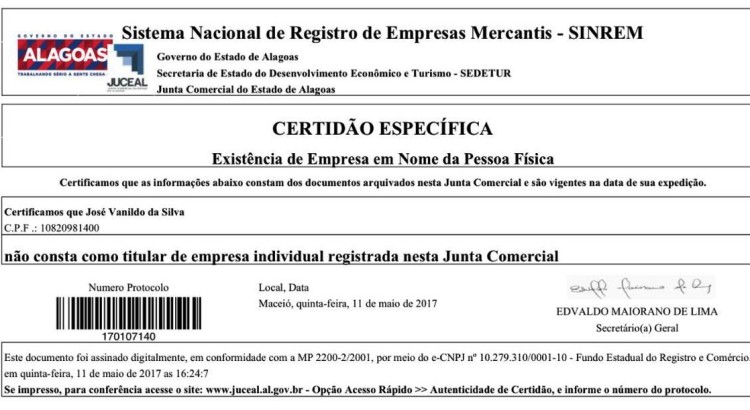 GOVERNO DO ESTADO DE
ALAGOAS
TRABALHANDO SÉRIO A GENTE CHEGA
JUCEAL
Sistema Nacional de Registro de Empresas Mercantis - SINREM
Governo do Estado de Alagoas
Secretaria de Estado do Desenvolvimento Econômico e Turismo - SEDETUR
Junta Comercial do Estado de Alagoas
CERTIDÃO ESPECÍFICA
Existência de Empresa em Nome da Pessoa Física
Certificamos que as informações abaixo constam dos documentos arquivados nesta Junta Comercial e são vigentes na data de sua expedição.
Certificamos que José Vanildo da Silva
C.P.F .: 10820981400
não consta como titular de empresa individual registrada nesta Junta Comercial
Numero Protocolo
170107140
Local, Data
Maceió, quinta-feira, 11 de maio de 2017
EDVALDO MAIORANO DE LIMA
Secretário(a) Geral
Este documento foi assinado digitalmente, em conformidade com a MP 2200-2/2001, por meio do e-CNPJ nº 10.279.310/0001-10 - Fundo Estadual do Registro e Comércio.
em quinta-feira, 11 de maio de 2017 as 16:24:7
Se impresso, para conferência acesse o site: www.juceal.al.gov.br - Opção Acesso Rápido >> Autenticidade de Certidão, e informe o número do protocolo.